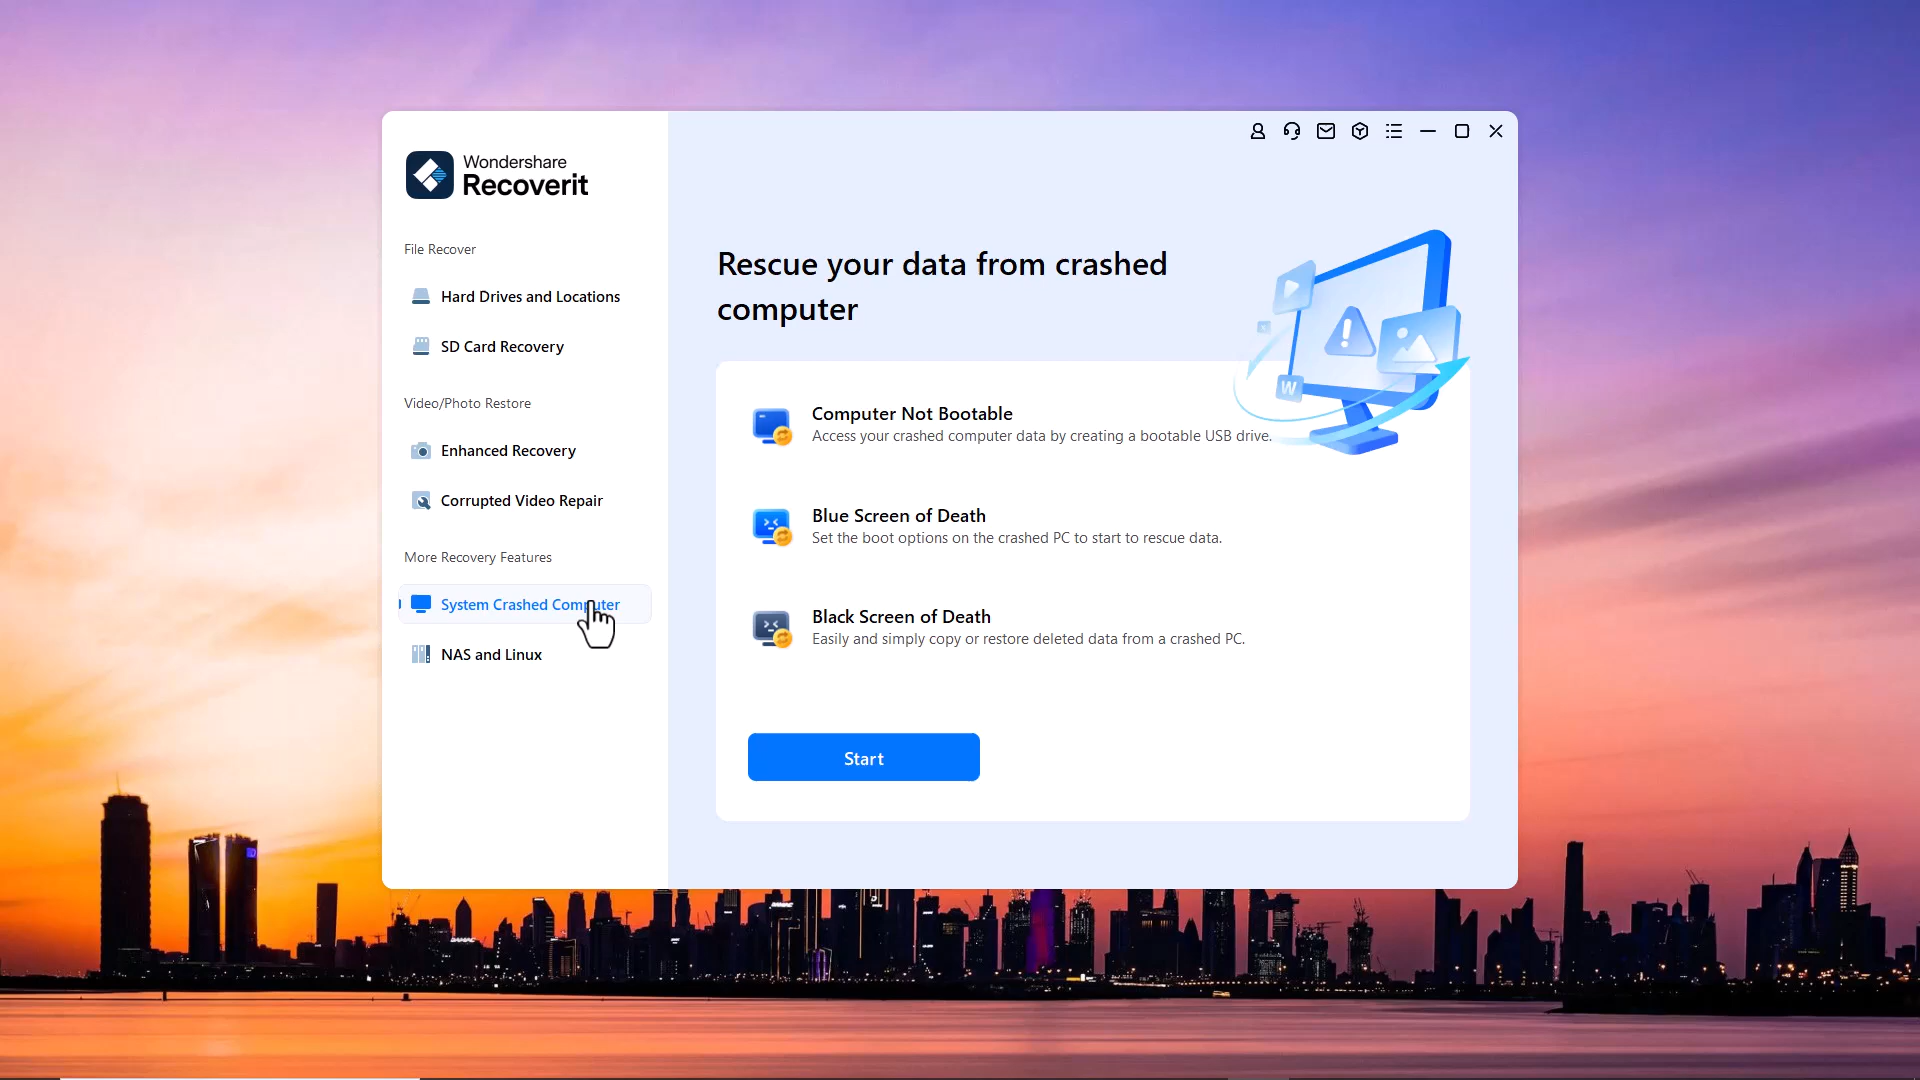 Wondershare
Recoverit
File Recover
Hard Drives and Locations
SD Card Recovery
Video/Photo Restore
Enhanced Recovery
Corrupted Video Repair
More Recovery Features
System Crashed Computer
NAS and Linux
Rescue your data from crashed
computer
W
Computer Not Bootable
Access your crashed computer data by creating a bootable USB drive.
Blue Screen of Death
Set the boot options on the crashed PC to start to rescue data.
Black Screen of Death
Easily and simply copy or restore deleted data from a crashed PC.
Start